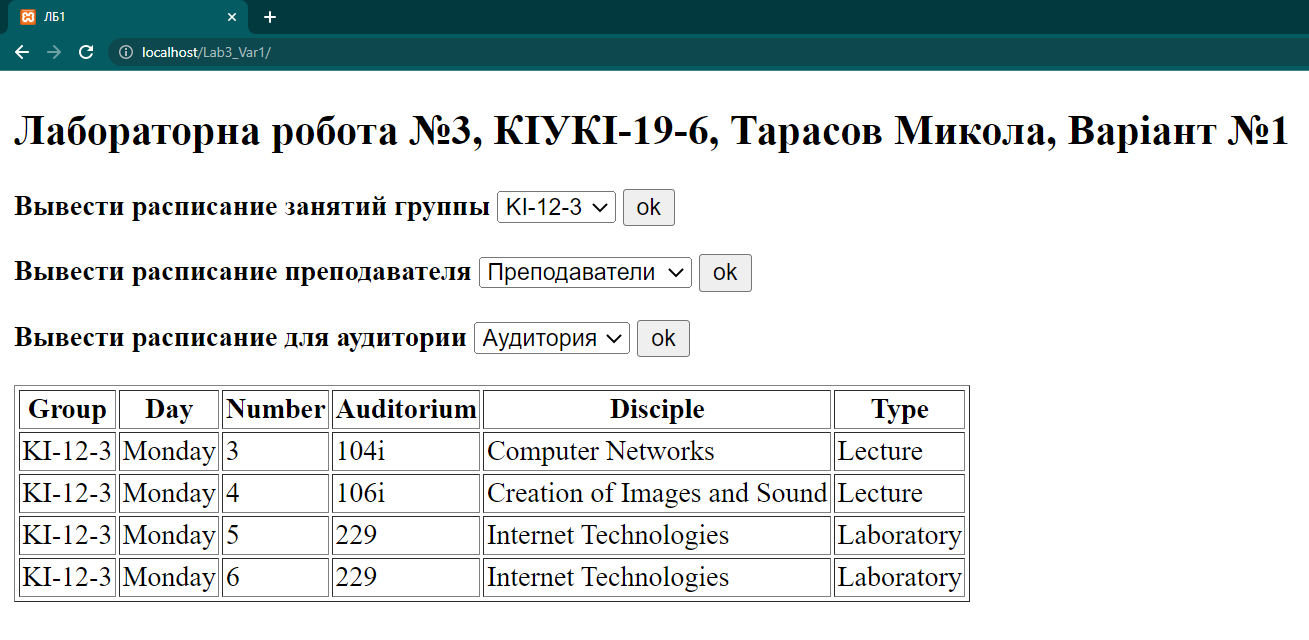 ЛБ1
localhost/Lab3_Var1/
Лабораторна робота №3, КІУКІ-19-6, Тарасов Микола, Варіант №1
Вывести расписание занятий группы KI-12-3 ok
Вывести расписание преподавателя Преподаватели ok
Вывести расписание для аудитории Аудитория ok
Group Day Number Auditorium Disciple Type
KI-12-3 Monday 3 104i Computer Networks Lecture
KI-12-3 Monday 4 106i Creation of Images and Sound Lecture
KI-12-3 Monday 5 229 Internet Technologies Laboratory
KI-12-3 Monday 6 229 Internet Technologies Laboratory